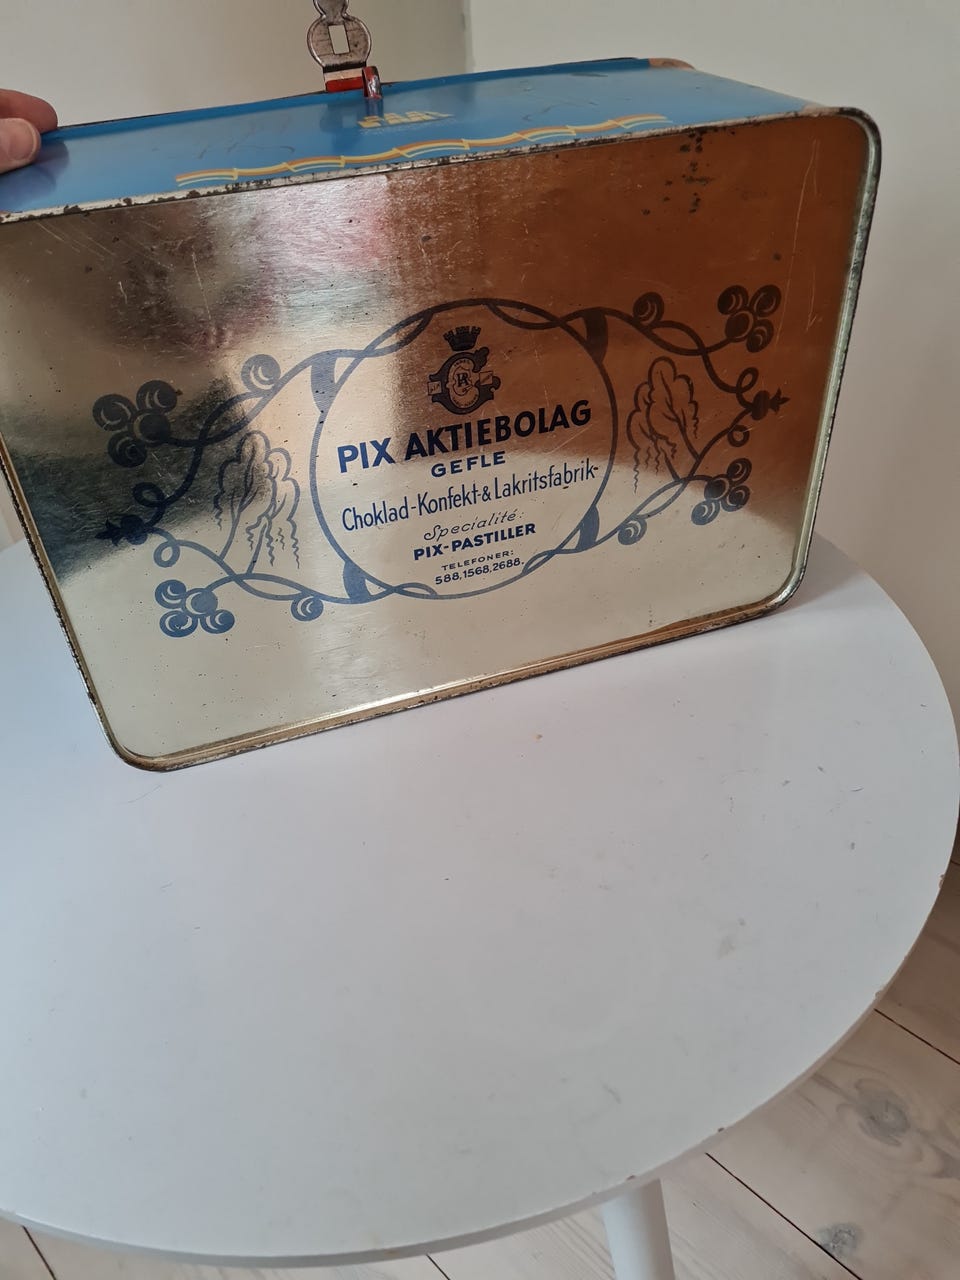 PIX AKTIEBOLAG
GEFLE
Choklad-Konfekt-& Lakritsfabrik-
Specialité:
PIX-PASTILLER
TELEFONER:
588,1568,2688.